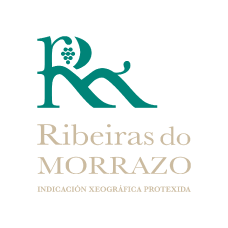 Ribeiras do
MORRAZO
INDICACIÓN XEOGRÁFICA PROTEXIDA